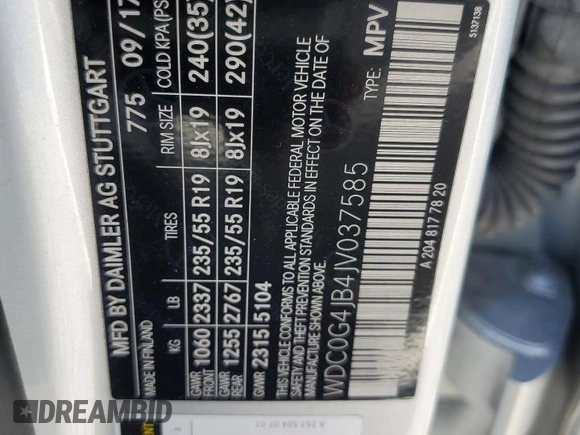 MFD BY DAIMLER AG STUTTGART
MADE IN FINLAND 775 09/17
KG LB TIRES RIM SIZE COLD KPA(PS
GAWR FRONT 1060 2337 235/55 R19 8Jx19 240(35)
GAWR REAR 1255 2767 235/55 R19 8Jx19 290(42)
GAWR 2315 5104
THIS VEHICLE CONFORMS TO ALL APPLICABLE FEDERAL MOTOR VEHICLE
SAFETY AND THEFT PREVENTION STANDARDS IN EFFECT ON THE DATE OF
MANUFACTURE SHOWN ABOVE.
WDC0G4JB4JV037585 TYPE: MPV
A 204 817 78 20
5137138
DREAMBID